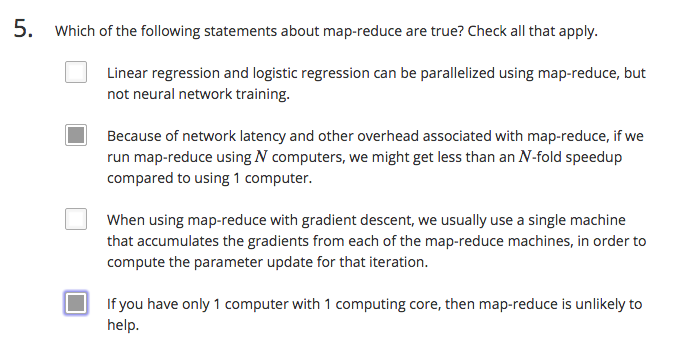 5. Which of the following statements about map-reduce are true? Check all that apply.
Linear regression and logistic regression can be parallelized using map-reduce, but
not neural network training.
Because of network latency and other overhead associated with map-reduce, if we
run map-reduce using N computers, we might get less than an N-fold speedup
compared to using 1 computer.
When using map-reduce with gradient descent, we usually use a single machine
that accumulates the gradients from each of the map-reduce machines, in order to
compute the parameter update for that iteration.
If you have only 1 computer with 1 computing core, then map-reduce is unlikely to
help.